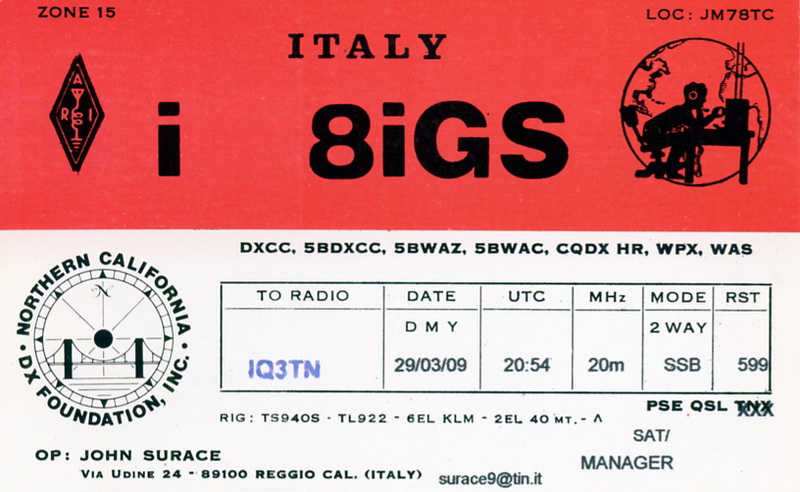 ZONE 15
LOC: JM78TC
ITALY
A
R I
i 8iGS
DXCC, 5BDXCC, 5BWAZ, 5BWAC, CQDX HR, WPX, WAS
NORTHERN CALIFORNIA
DX FOUNDATION, INC.
N
TO RADIO DATE UTC MHz MODE RST
D M Y 2 WAY
IQ3TN 29/03/09 20:54 20m SSB 599
RIG: TS940S - TL922 - 6EL KLM - 2EL 40 MT. - Λ
PSE QSL TNX
XXX
SAT/
MANAGER
OP: JOHN SURACE
VIA UDINE 24 - 89100 REGGIO CAL. (ITALY)
surace9@tin.it